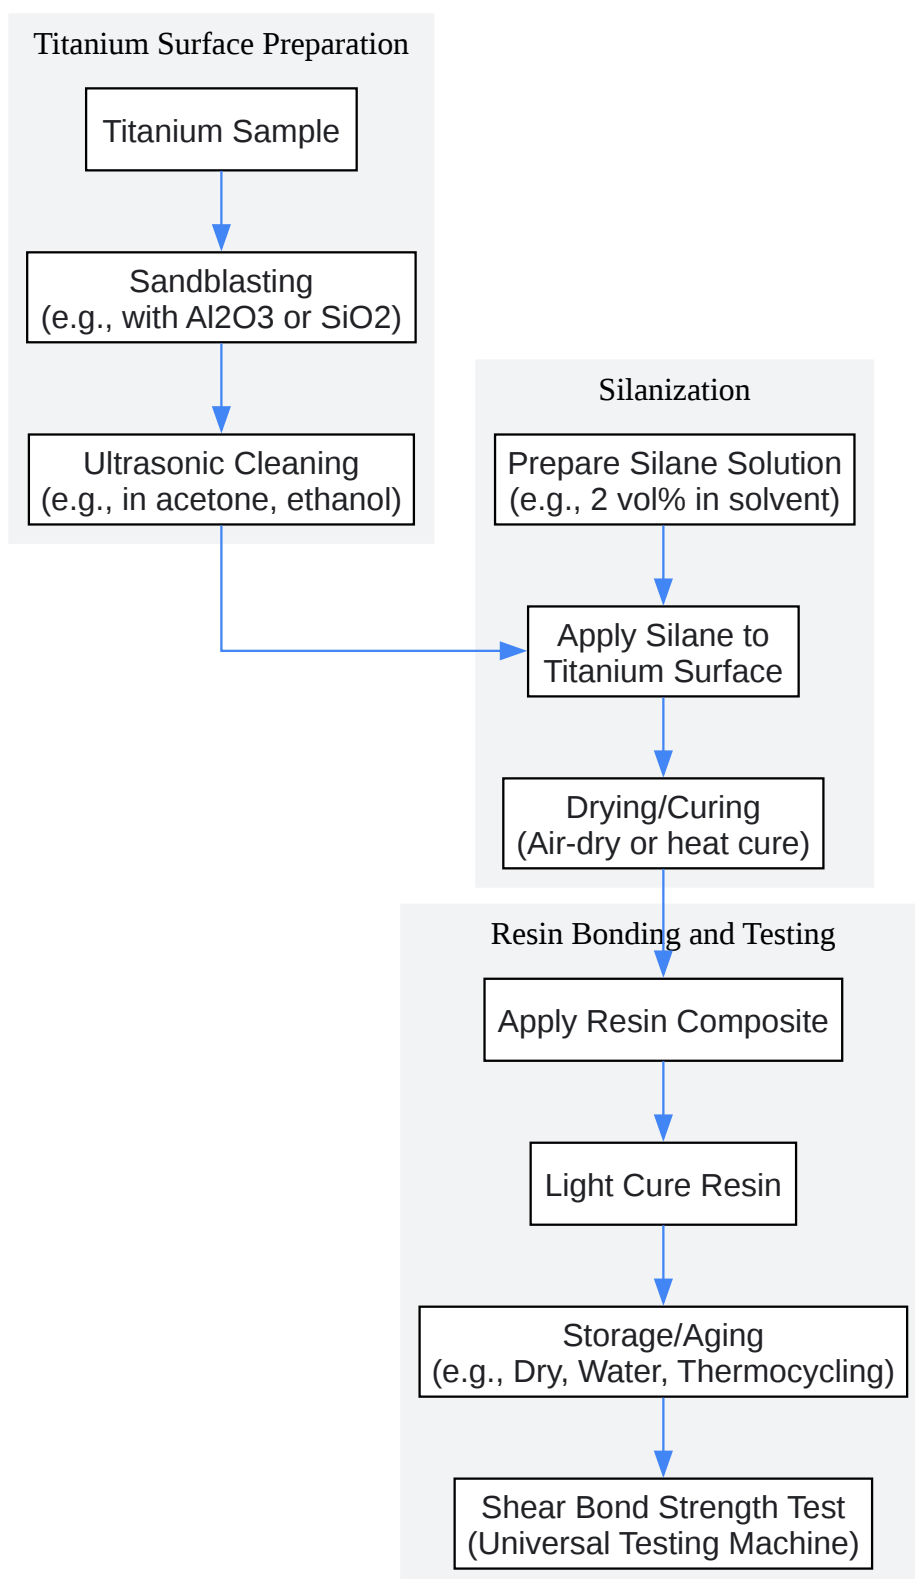 Titanium Surface Preparation
Titanium Sample
Sandblasting
(e.g., with Al2O3 or SiO2)
Ultrasonic Cleaning
(e.g., in acetone, ethanol)
Silanization
Prepare Silane Solution
(e.g., 2 vol% in solvent)
Apply Silane to
Titanium Surface
Drying/Curing
(Air-dry or heat cure)
Resin Bonding and Testing
Apply Resin Composite
Light Cure Resin
Storage/Aging
(e.g., Dry, Water, Thermocycling)
Shear Bond Strength Test
(Universal Testing Machine)